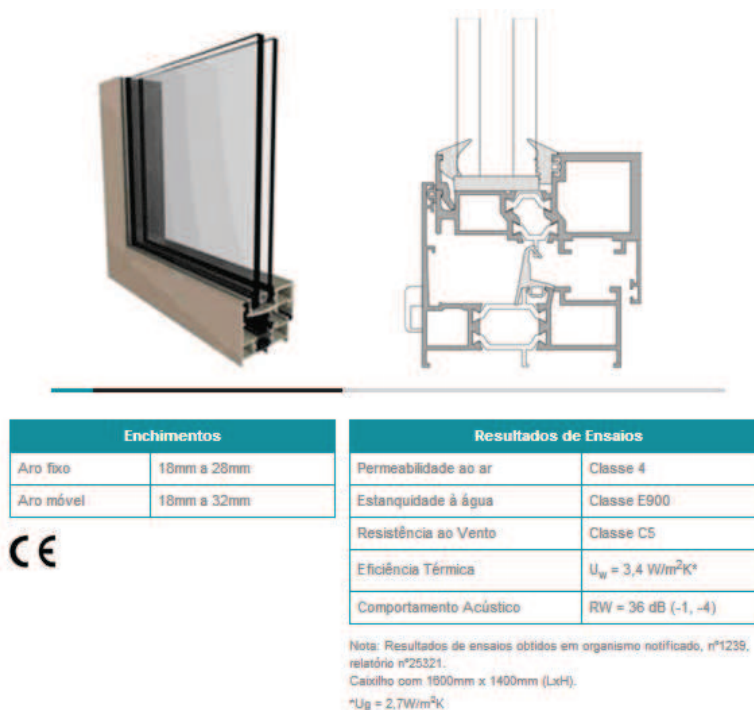 Enchimentos
Aro fixo 18mm a 28mm
Aro móvel 18mm a 32mm
CE
Resultados de Ensaios
Permeabilidade ao ar Classe 4
Estanquidade à água Classe E900
Resistência ao Vento Classe C5
Eficiência Térmica Uw = 3,4 W/m²K*
Comportamento Acústico RW = 36 dB (-1, -4)
Nota: Resultados de ensaios obtidos em organismo notificado, nº1239,
relatório nº25321.
Caixilho com 1600mm x 1400mm (LxH).
*Ug = 2,7W/m²K